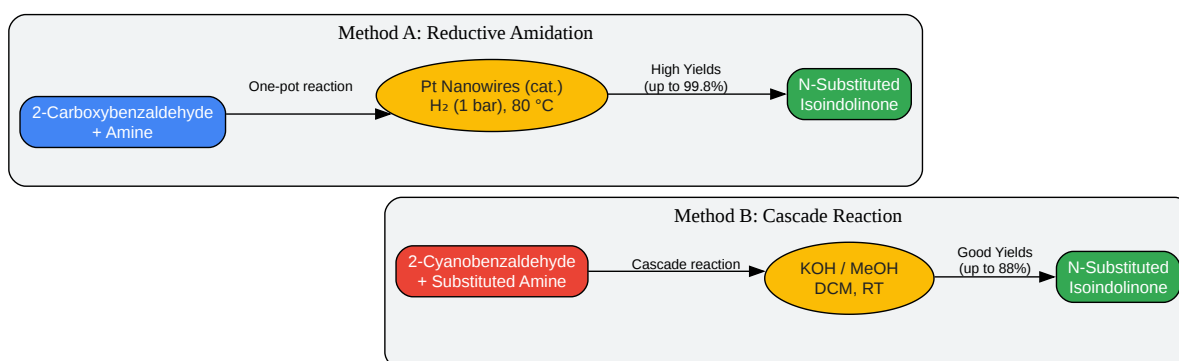 Method A: Reductive Amidation
2-Carboxybenzaldehyde
+ Amine
One-pot reaction
Pt Nanowires (cat.)
H₂ (1 bar), 80 °C
High Yields
(up to 99.8%)
N-Substituted
Isoindolinone
Method B: Cascade Reaction
2-Cyanobenzaldehyde
+ Substituted Amine
Cascade reaction
KOH / MeOH
DCM, RT
Good Yields
(up to 88%)
N-Substituted
Isoindolinone